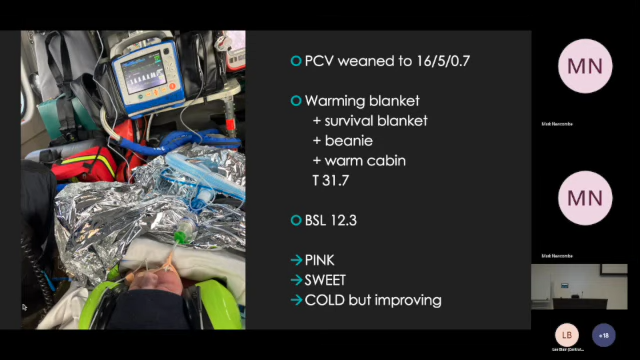 PCV weaned to 16/5/0.7
Warming blanket
+ survival blanket
+ beanie
+ warm cabin
T 31.7
BSL 12.3
→ PINK
→ SWEET
→ COLD but improving
MN
MN
LB
+18